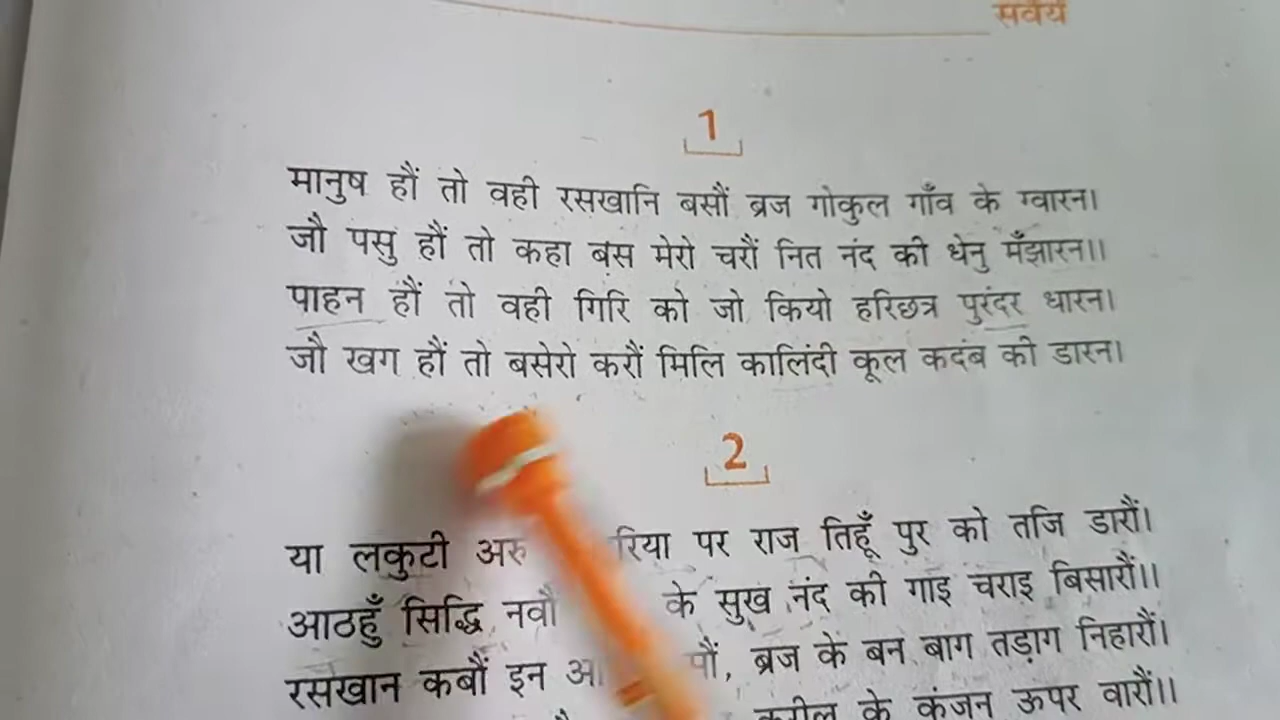 सवैये
1
मानुष हौं तो वही रसखानि बसौं ब्रज गोकुल गाँव के ग्वारन।
जौ पसु हौं तो कहा बस मेरो चरौं नित नंद की धेनु मँझारन।।
पाहन हौं तो वही गिरि को जो कियो हरिछत्र पुरंदर धारन।
जौ खग हौं तो बसेरो करौं मिलि कालिंदी कूल कदंब की डारन।
2
या लकुटी अरु रिया पर राज तिहूँ पुर को तजि डारौं।
आठहुँ सिद्धि नवौ के सुख नंद की गाइ चराइ बिसारौं।।
रसखान कबौं इन सौं, ब्रज के बन बाग तड़ाग निहारौं।
करील के कुंजन ऊपर वारौं।।